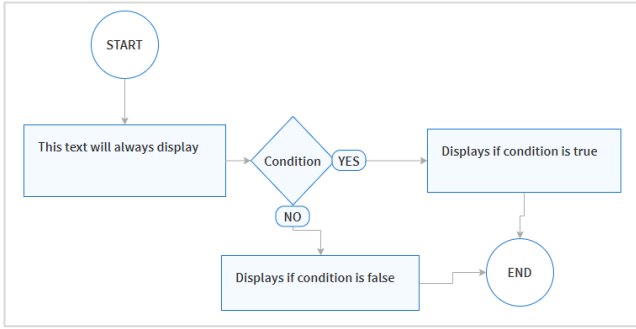 START
This text will always display
Condition
YES
Displays if condition is true
NO
Displays if condition is false
END